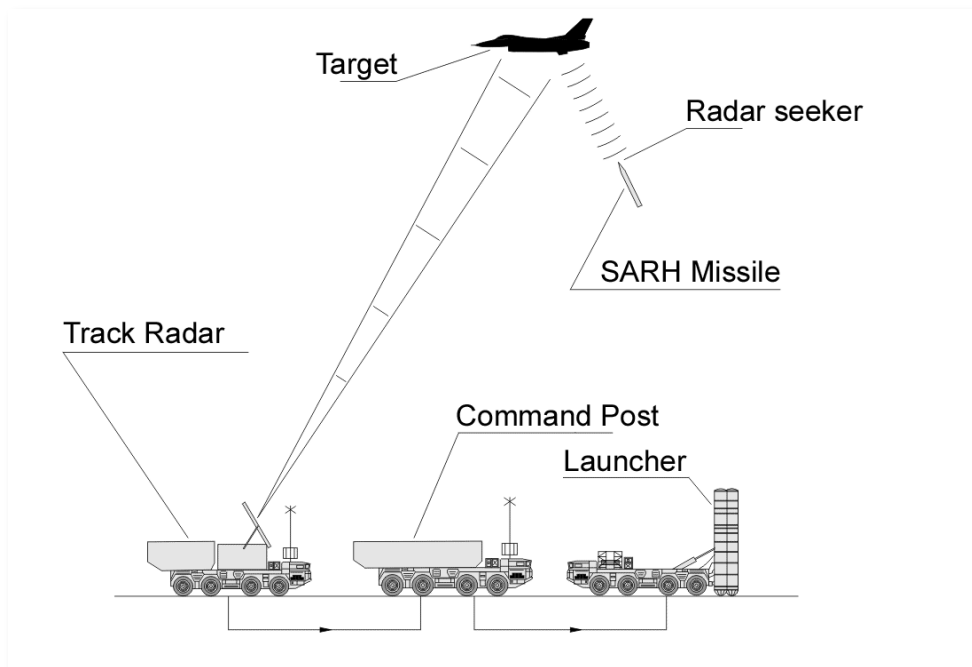 Target
Radar seeker
SARH Missile
Track Radar
Command Post
Launcher